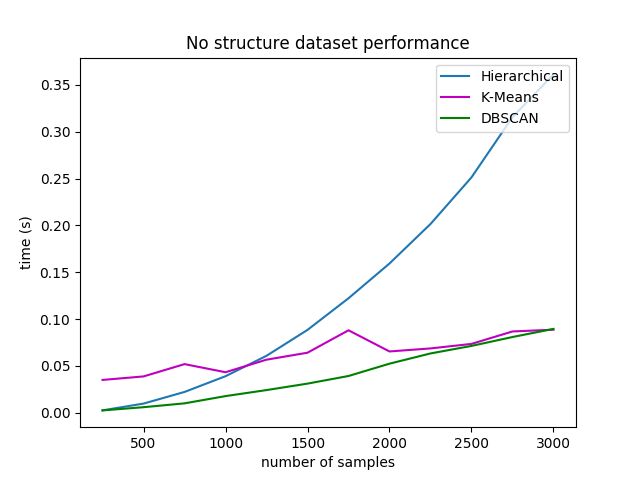 No structure dataset performance
Hierarchical
K-Means
DBSCAN
time (s)
0.35
0.30
0.25
0.20
0.15
0.10
0.05
0.00
500 1000 1500 2000 2500 3000
number of samples